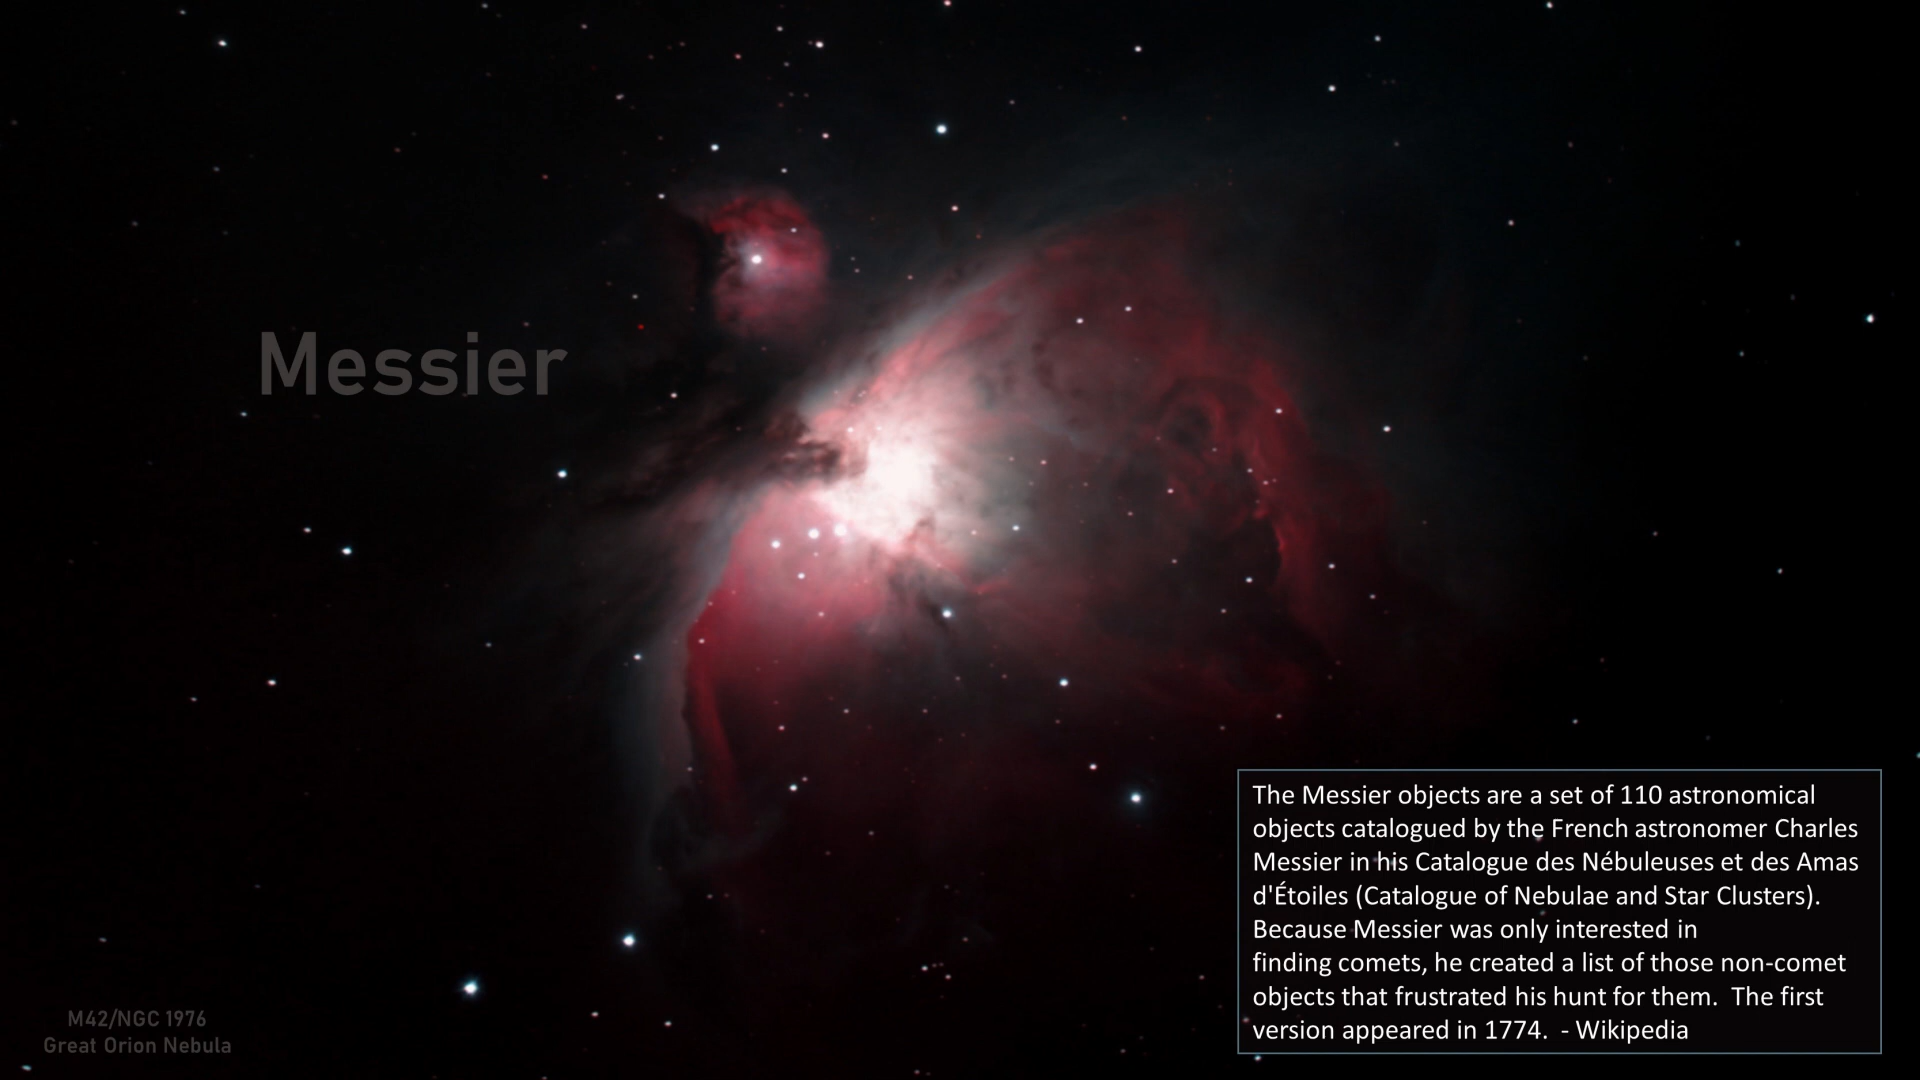 Messier
The Messier objects are a set of 110 astronomical
objects catalogued by the French astronomer Charles
Messier in his Catalogue des Nébuleuses et des Amas
d'Étoiles (Catalogue of Nebulae and Star Clusters).
Because Messier was only interested in
finding comets, he created a list of those non-comet
objects that frustrated his hunt for them.  The first
version appeared in 1774.  - Wikipedia
M42/NGC 1976
Great Orion Nebula